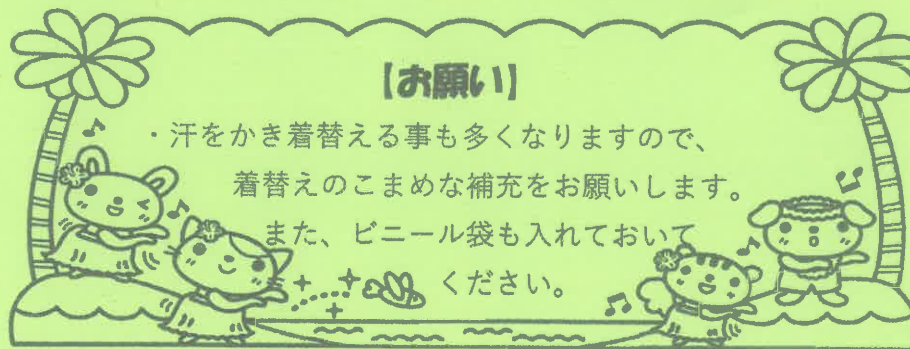 【お願い】
・汗をかき着替える事も多くなりますので、
着替えのこまめな補充をお願いします。
また、ビニール袋も入れておいて
ください。